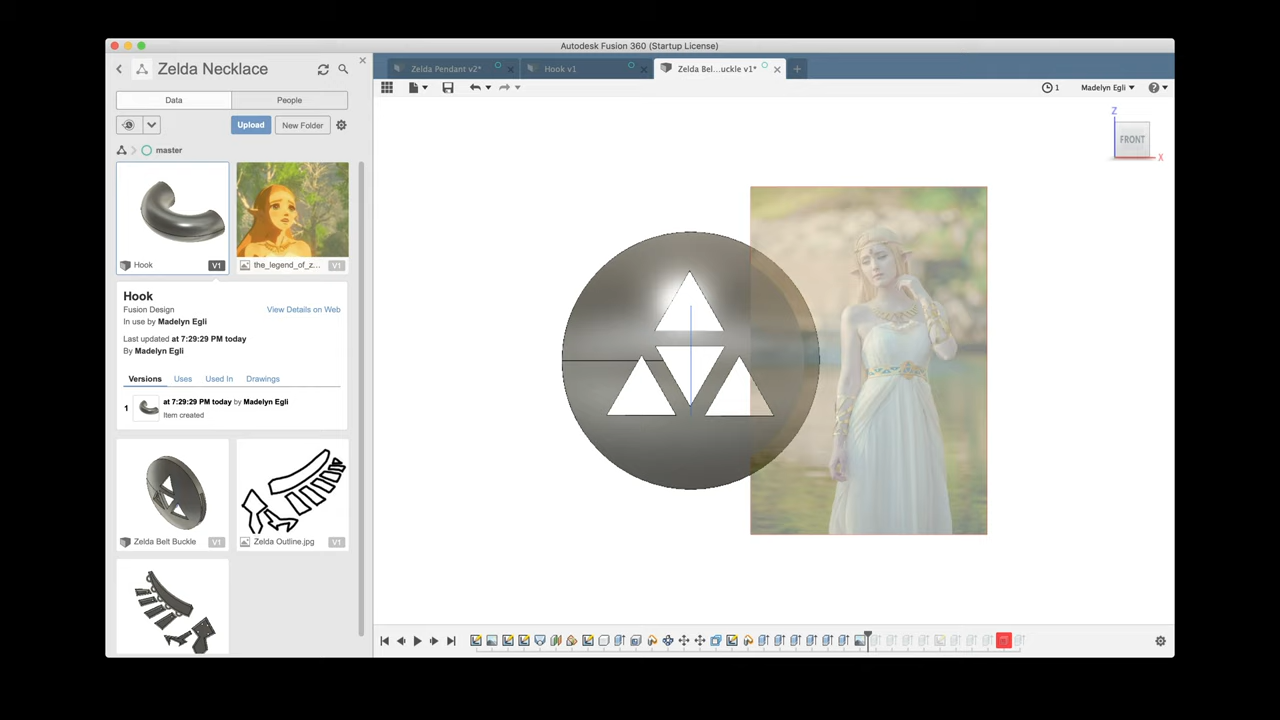 Autodesk Fusion 360 (Startup License)
Zelda Necklace
Zelda Pendant v2*
Hook v1
Zelda Bel...uckle v1*
Data
People
1
Madelyn Egli
Upload
New Folder
master
Z
FRONT
X
Hook
V1
the_legend_of_z...
V1
Hook
Fusion Design
View Details on Web
In use by Madelyn Egli
Last updated at 7:29:29 PM today
By Madelyn Egli
Versions
Uses
Used In
Drawings
1
at 7:29:29 PM today by Madelyn Egli
Item created
Zelda Belt Buckle
V1
Zelda Outline.jpg
V1